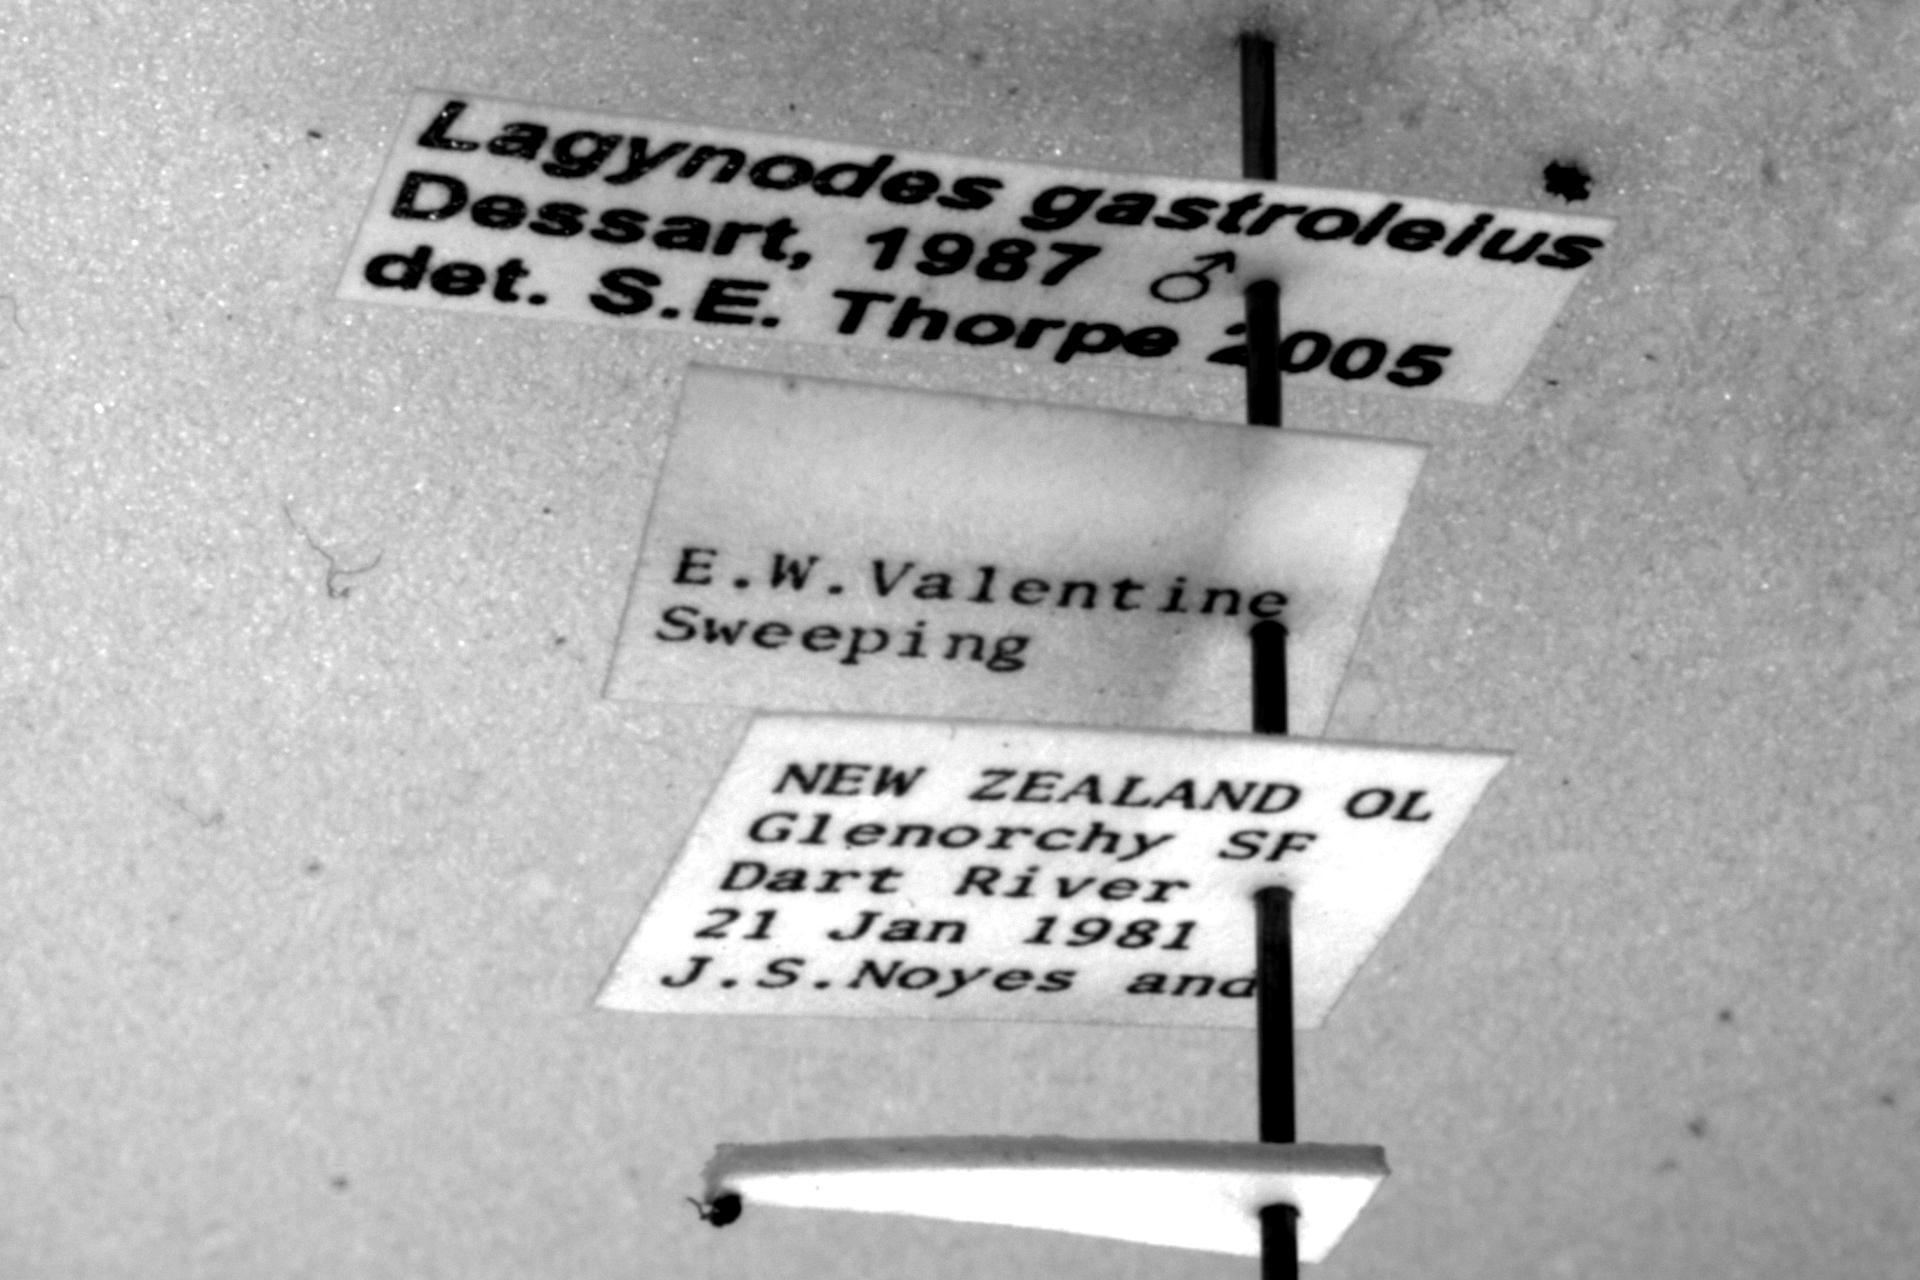 Lagynodes gastroleius
Dessart, 1987 ♂
det. S.E. Thorpe 2005
E.W.Valentine
Sweeping
NEW ZEALAND OL
Glenorchy SF
Dart River
21 Jan 1981
J.S.Noyes and